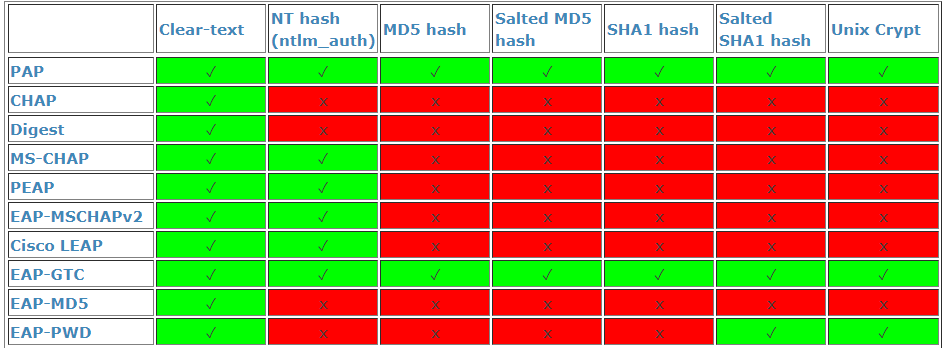 Clear-text NT hash (ntlm_auth) MD5 hash Salted MD5 hash SHA1 hash Salted SHA1 hash Unix Crypt
PAP ✓ ✓ ✓ ✓ ✓ ✓ ✓
CHAP ✓ x x x x x x
Digest ✓ x x x x x x
MS-CHAP ✓ ✓ x x x x x
PEAP ✓ ✓ x x x x x
EAP-MSCHAPv2 ✓ ✓ x x x x x
Cisco LEAP ✓ ✓ x x x x x
EAP-GTC ✓ ✓ ✓ ✓ ✓ ✓ ✓
EAP-MD5 ✓ x x x x x x
EAP-PWD ✓ x x x x ✓ ✓